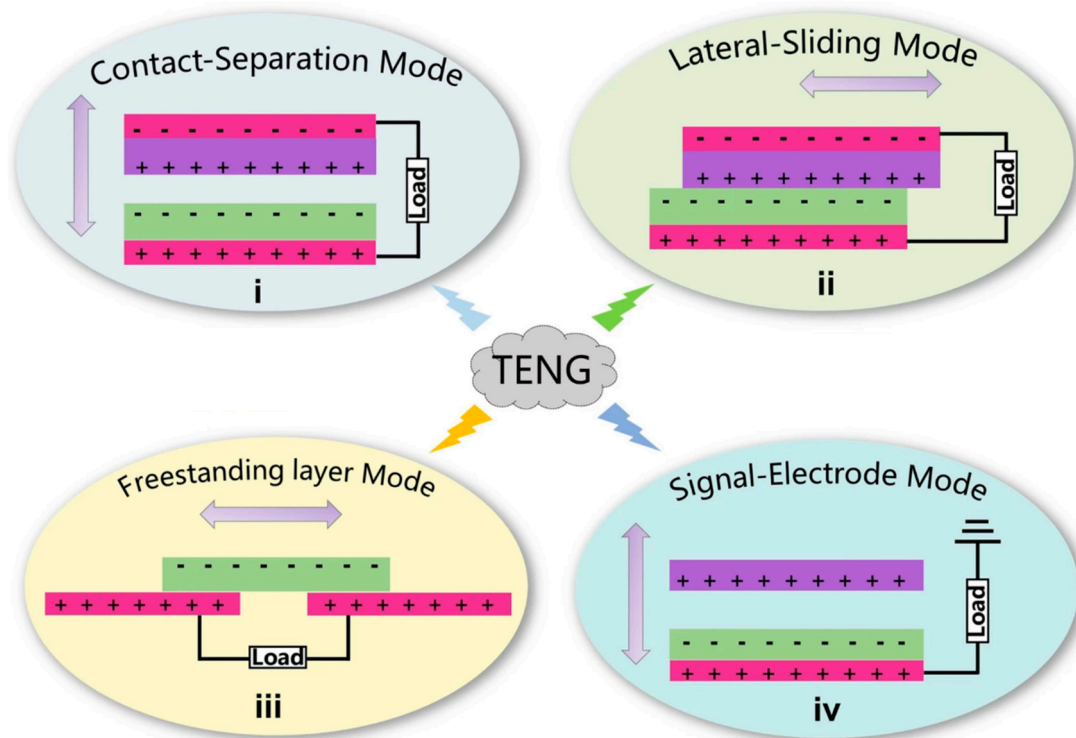 Contact-Separation Mode
- - - - - - - - -
+ + + + + + + + +
- - - - - - - - -
+ + + + + + + + +
Load
i
Lateral-Sliding Mode
- - - - - - - - -
+ + + + + + + + +
- - - - - - - - -
+ + + + + + + + +
Load
ii
TENG
Freestanding layer Mode
- - - - - - - -
+ + + + + + + + + + + + + +
Load
iii
Signal-Electrode Mode
+ + + + + + + + +
- - - - - - - - -
+ + + + + + + + +
Load
iv